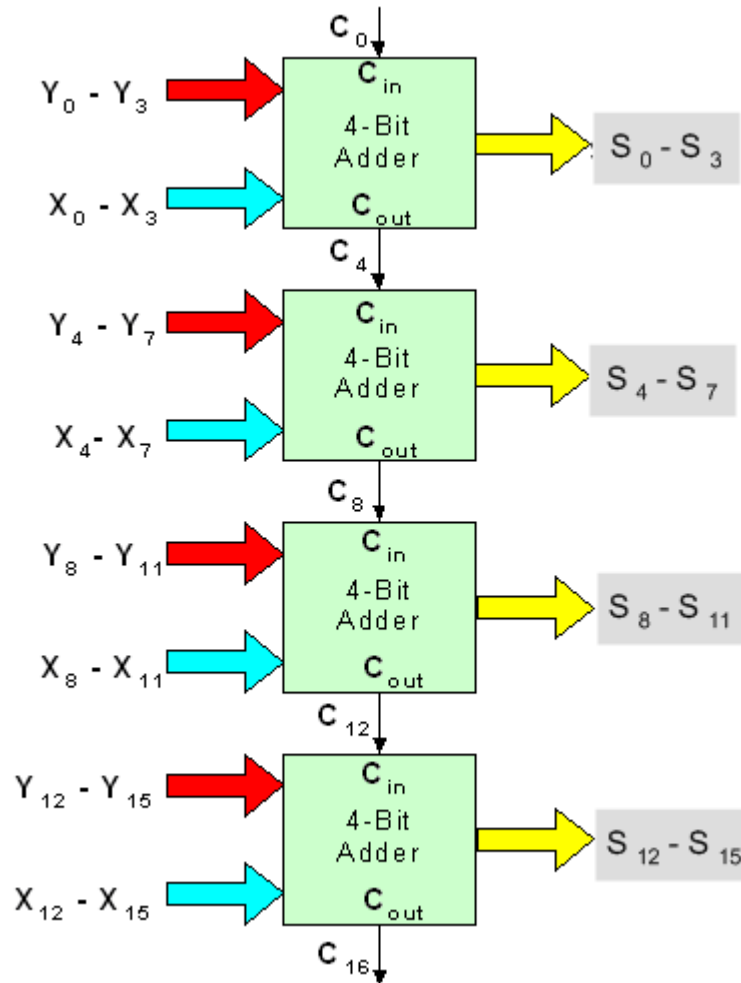 C0
Y0 - Y3
Cin
4-Bit
Adder
S0 - S3
X0 - X3
Cout
C4
Y4 - Y7
Cin
4-Bit
Adder
S4 - S7
X4 - X7
Cout
C8
Y8 - Y11
Cin
4-Bit
Adder
S8 - S11
X8 - X11
Cout
C12
Y12 - Y15
Cin
4-Bit
Adder
S12 - S15
X12 - X15
Cout
C16